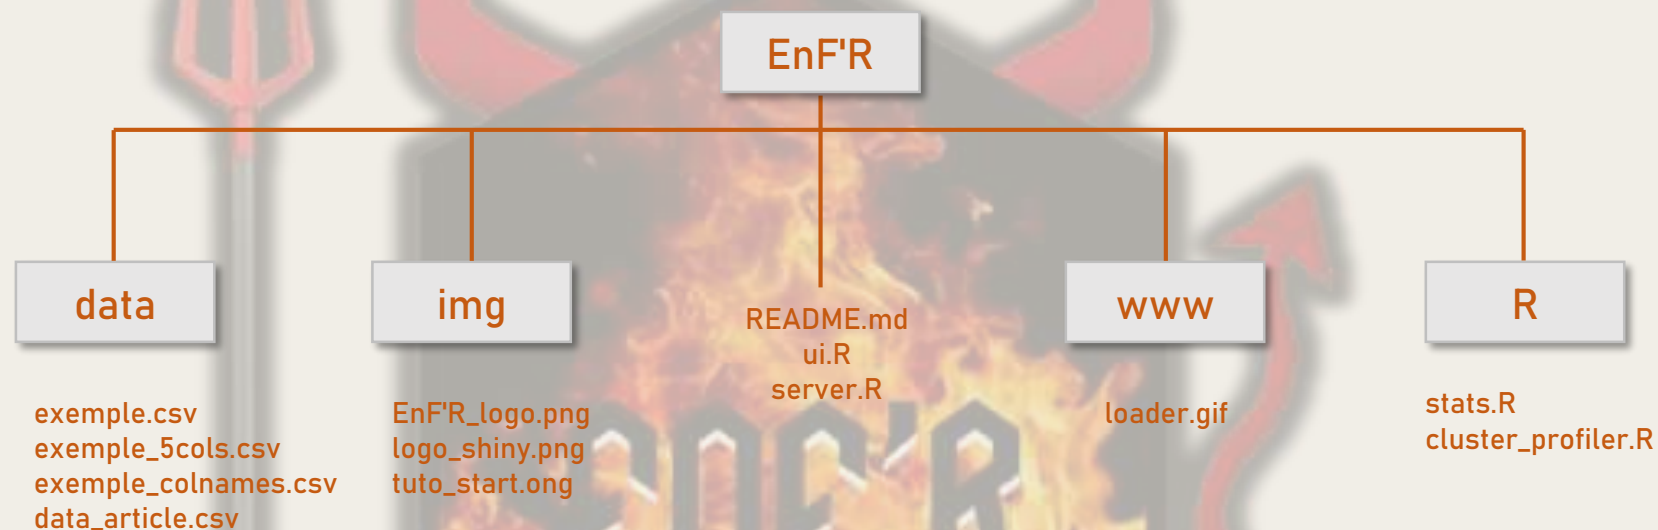 EnF'R
data
img
www
R
README.md
ui.R
server.R
exemple.csv
exemple_5cols.csv
exemple_colnames.csv
data_article.csv
EnF'R_logo.png
logo_shiny.png
tuto_start.ong
loader.gif
stats.R
cluster_profiler.R
ENF'R